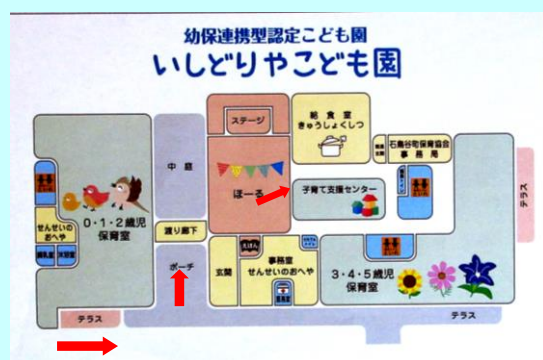 幼保連携型認定こども園
いしどりやこども園
ステージ
給食室
きゅうしょくしつ
中庭
石鳥谷町保育協会
事務局
ほーる
子育て支援センター
テラス
0・1・2歳児
保育室
せんせいの
おへや
渡り廊下
ポーチ
玄関
えほん
事務室
せんせいのおへや
3・4・5歳児
保育室
テラス
テラス